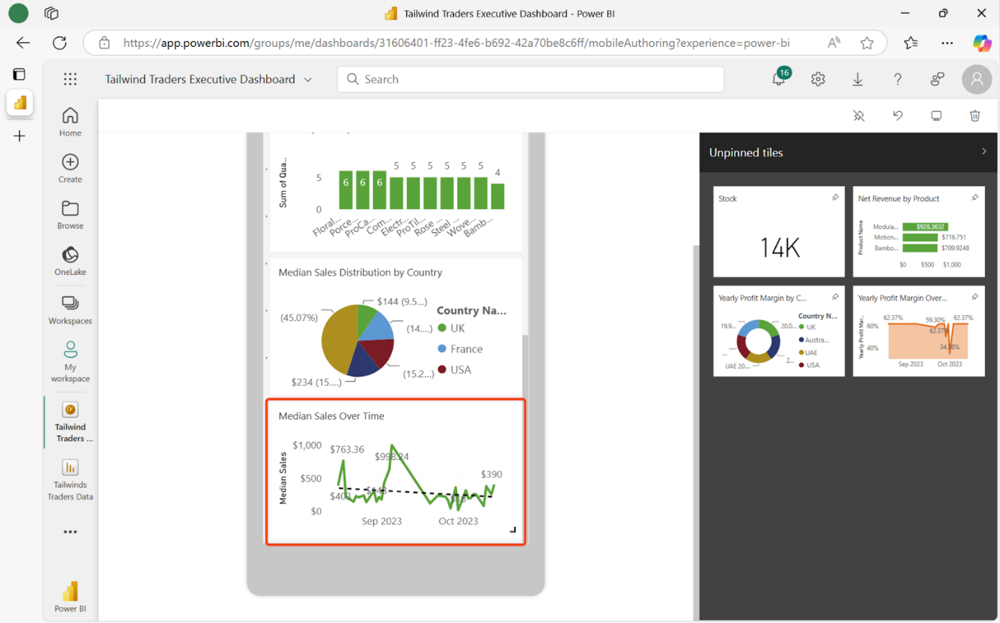 Tailwind Traders Executive Dashboard - Power BI
https://app.powerbi.com/groups/me/dashboards/31606401-ff23-4fe6-b692-42a70be8c6ff/mobileAuthoring?experience=power-bi
Tailwind Traders Executive Dashboard
Search
16
Home
Create
Browse
OneLake
Workspaces
My
workspace
Tailwind
Traders ...
Tailwinds
Traders Data
Power BI
Sum of Qua...
5
0
6 6 6 5 5 5 5 5 5 4
Floral... Porce... ProCa... Com... Electr... ProTil... Rose ... Steel ... Wove... Bamb...
Median Sales Distribution by Country
$144 (9.5...)
(45.07%)
(14....)
(15.2...)
$234 (15....)
Country Na...
UK
France
USA
Median Sales Over Time
Median Sales
$1,000
$500
$0
$763.36
$998.24
$390
Sep 2023 Oct 2023
Unpinned tiles
Stock
14K
Net Revenue by Product
Product Name
Modula... $928.3632
Motion... $716.751
Bambo... $709.9248
$0 $500 $1,000
Yearly Profit Margin by C...
19.9...
20.0...
...
2...
UAE 20....
Country N...
UK
Austra...
UAE
USA
Yearly Profit Margin Over...
Yearly Profit Mar...
60%
40%
62.37% 59.30% 62.37%
62.37%
34.38%
Sep 2023 Oct 2023